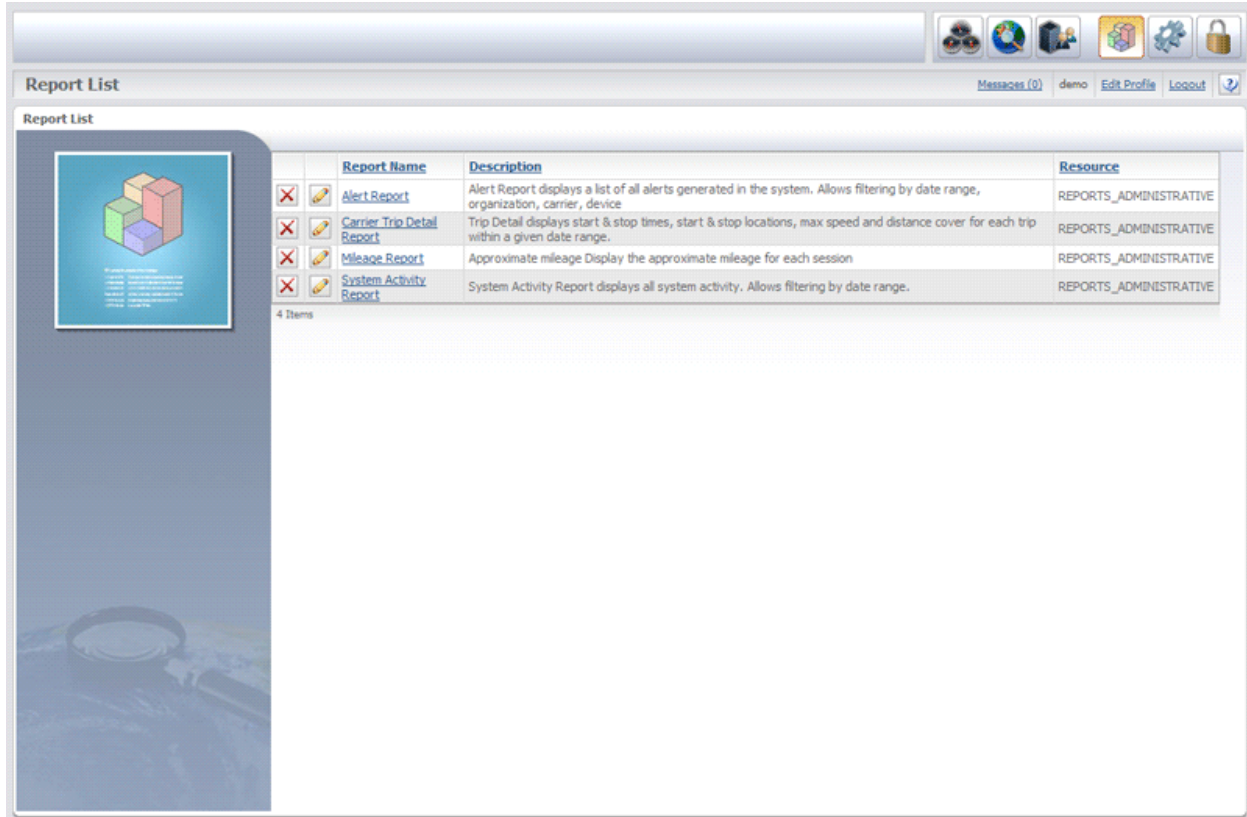 Report List
Messages (0) demo Edit Profile Logout
Report List
Report Name Description Resource
Alert Report
Alert Report displays a list of all alerts generated in the system. Allows filtering by date range,
organization, carrier, device
REPORTS_ADMINISTRATIVE
Carrier Trip Detail
Report
Trip Detail displays start & stop times, start & stop locations, max speed and distance cover for each trip
within a given date range.
REPORTS_ADMINISTRATIVE
Mileage Report
Approximate mileage Display the approximate mileage for each session
REPORTS_ADMINISTRATIVE
System Activity
Report
System Activity Report displays all system activity. Allows filtering by date range.
REPORTS_ADMINISTRATIVE
4 Items